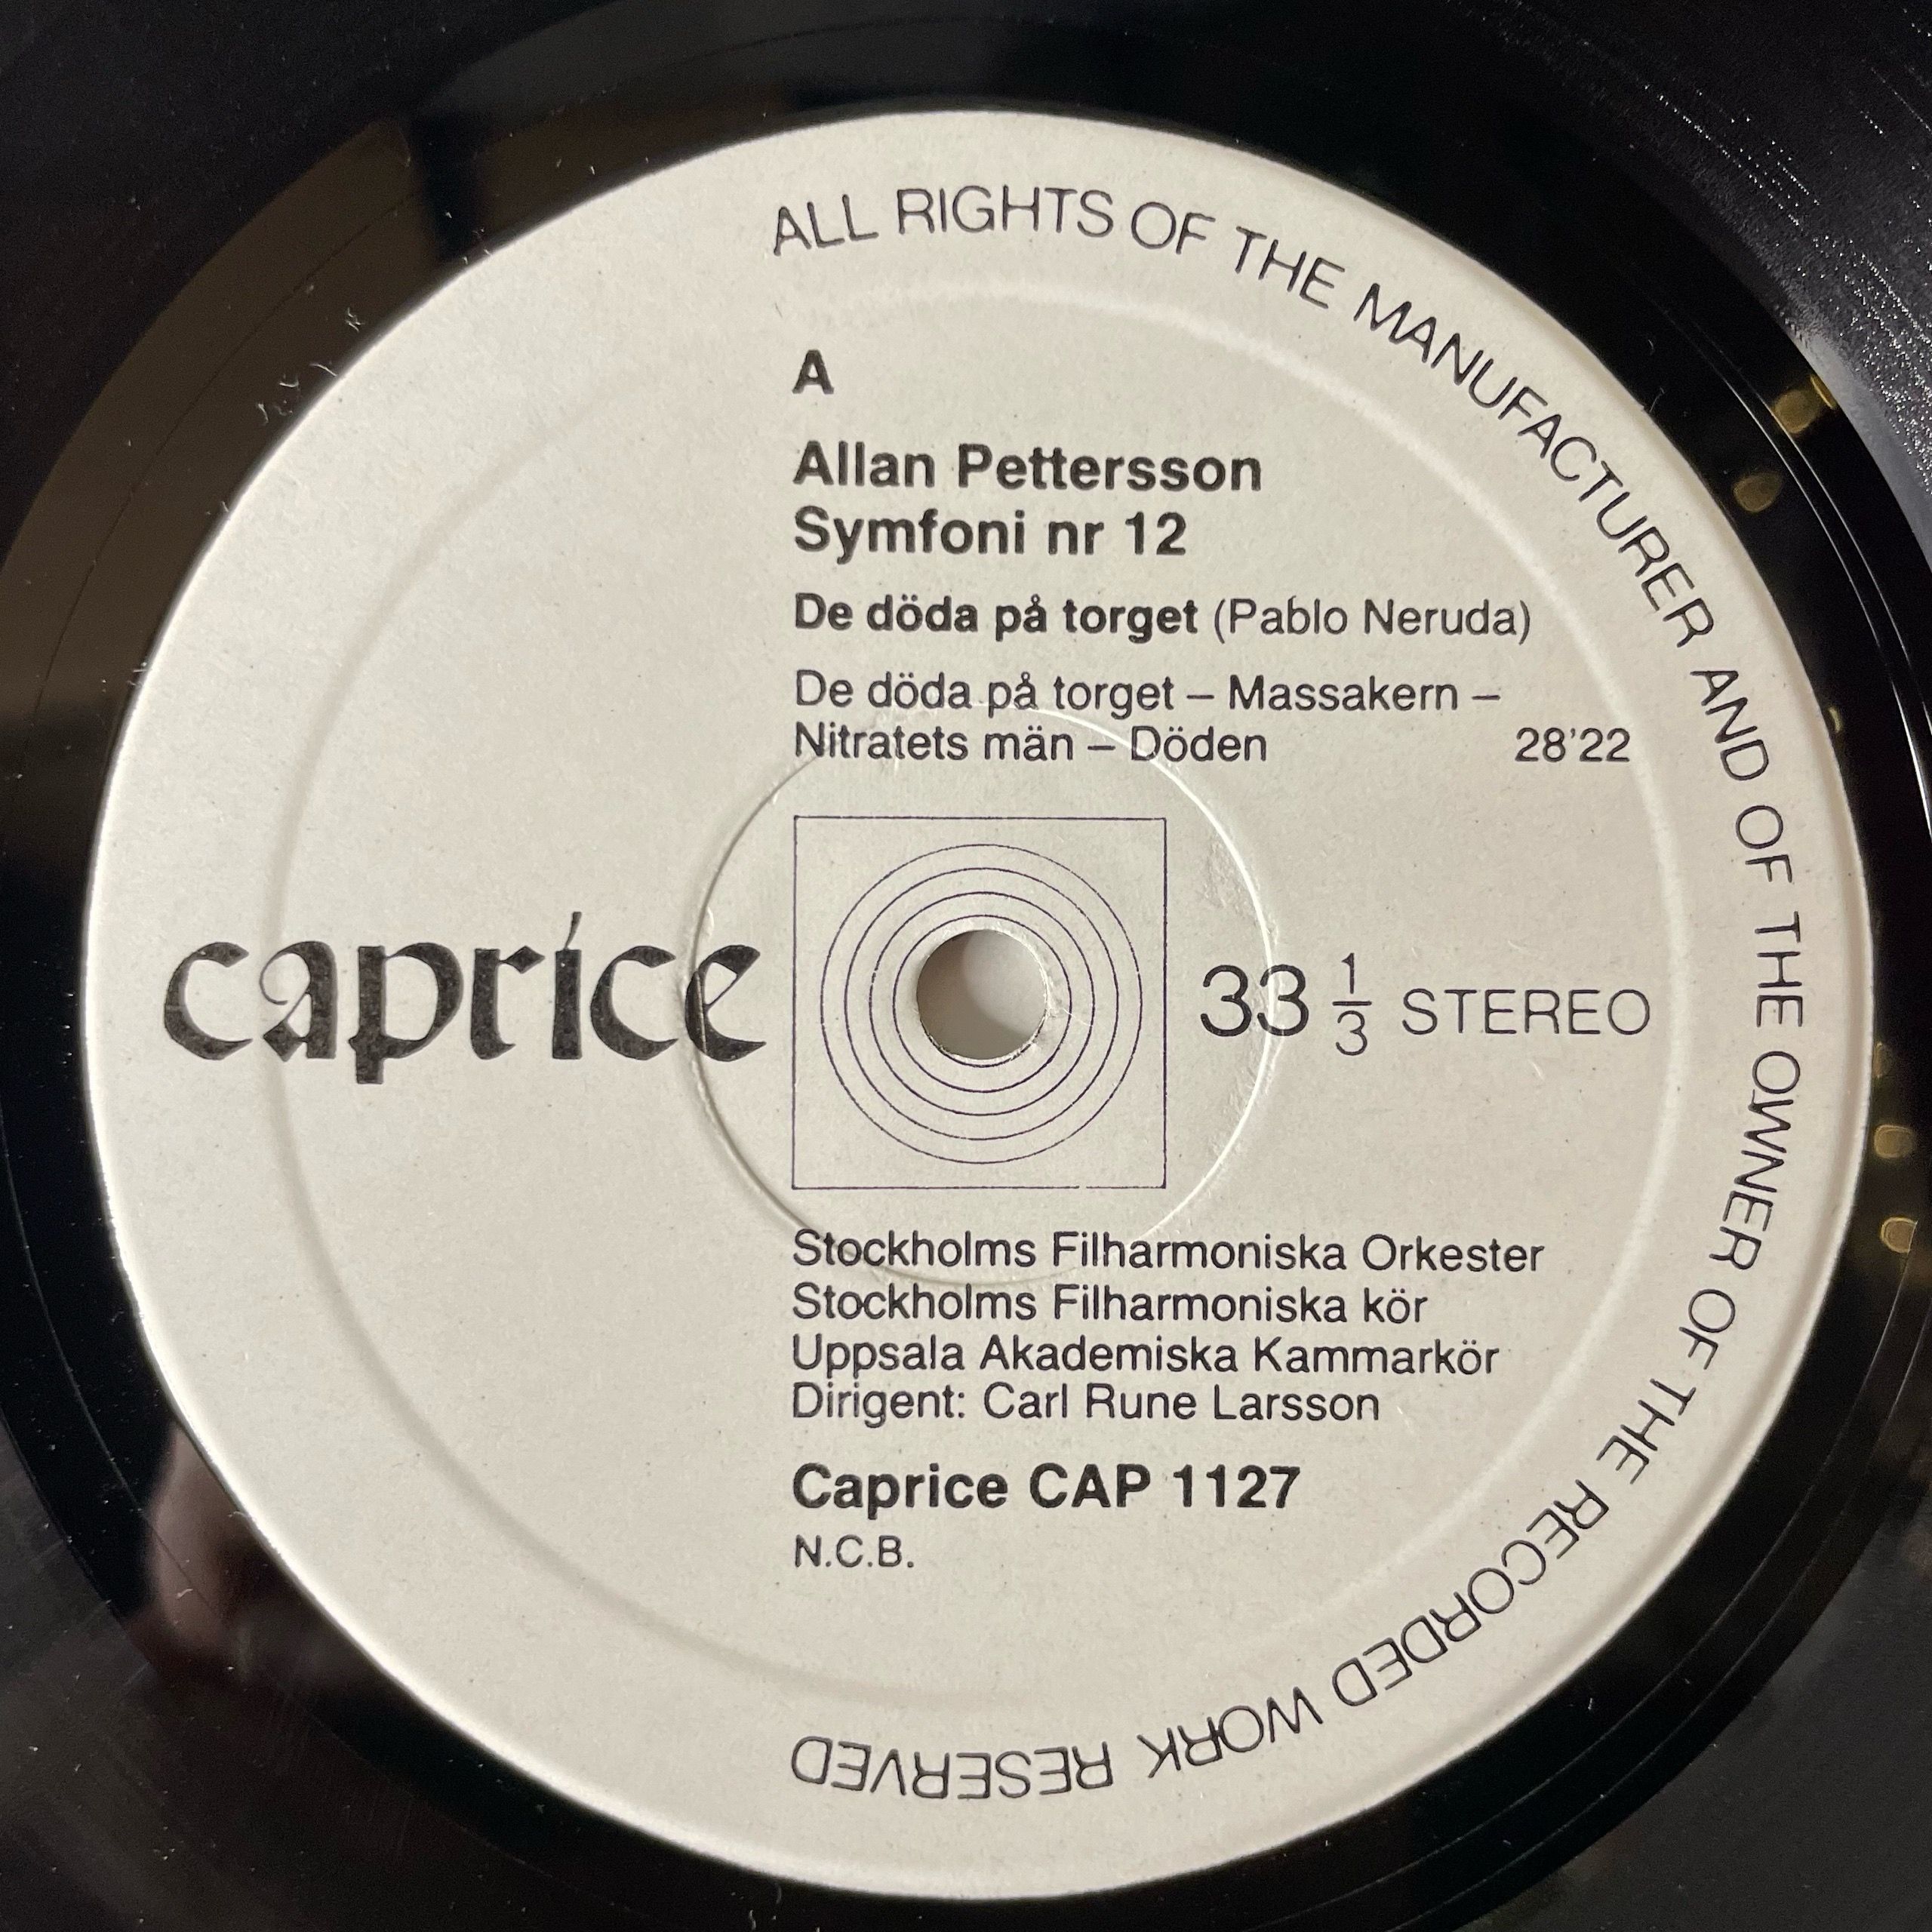 ALL RIGHTS OF THE MANUFACTURER AND OF THE OWNER OF THE RECORDED WORK RESERVED
A
Allan Pettersson
Symfoni nr 12
De döda på torget (Pablo Neruda)
De döda på torget – Massakern –
Nitratets män – Döden 28'22
caprice
33 1/3 STEREO
Stockholms Filharmoniska Orkester
Stockholms Filharmoniska kör
Uppsala Akademiska Kammarkör
Dirigent: Carl Rune Larsson
Caprice CAP 1127
N.C.B.